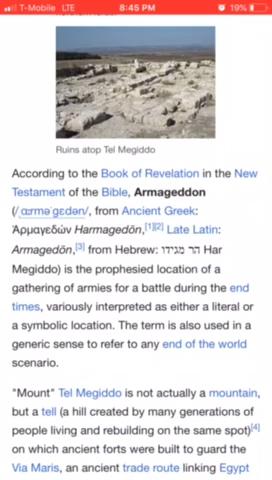 T-Mobile LTE 8:45 PM 19%
Ruins atop Tel Megiddo
According to the Book of Revelation in the New
Testament of the Bible, Armageddon
(/ˌɑːrməˈɡɛdən/, from Ancient Greek:
Ἁρμαγεδών Harmagedōn,[1][2] Late Latin:
Armagedōn,[3] from Hebrew: הר מגידו Har
Megiddo) is the prophesied location of a
gathering of armies for a battle during the end
times, variously interpreted as either a literal or
a symbolic location. The term is also used in a
generic sense to refer to any end of the world
scenario.
"Mount" Tel Megiddo is not actually a mountain,
but a tell (a hill created by many generations of
people living and rebuilding on the same spot)[4]
on which ancient forts were built to guard the
Via Maris, an ancient trade route linking Egypt